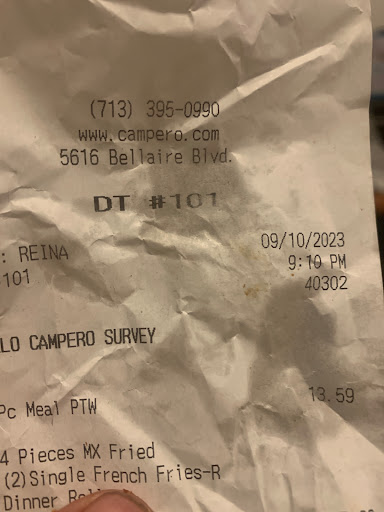 (713) 395-0990
www.campero.com
5616 Bellaire Blvd.
DT #101
: REINA 09/10/2023
101 9:10 PM
40302
LO CAMPERO SURVEY
Pc Meal PTW 13.59
4 Pieces MX Fried
(2)Single French Fries-R
Dinner